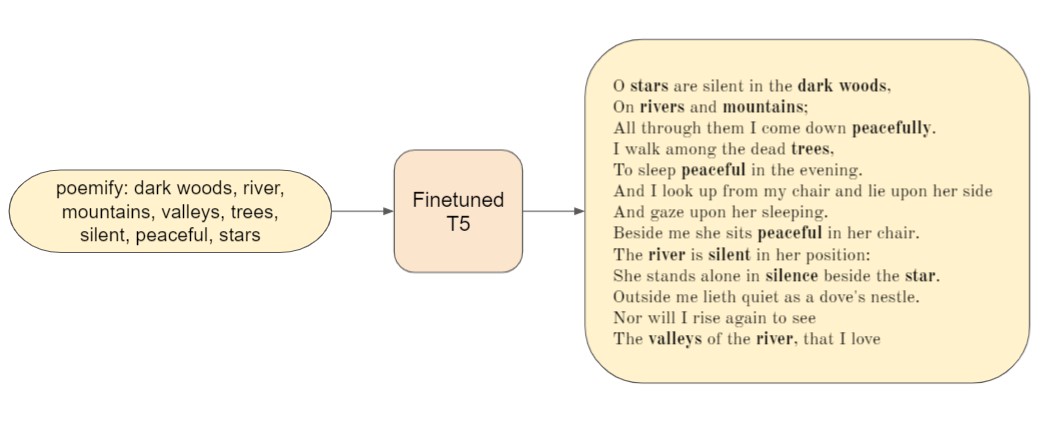 poemify: dark woods, river,
mountains, valleys, trees,
silent, peaceful, stars
Finetuned
T5
O stars are silent in the dark woods,
On rivers and mountains;
All through them I come down peacefully.
I walk among the dead trees,
To sleep peaceful in the evening.
And I look up from my chair and lie upon her side
And gaze upon her sleeping.
Beside me she sits peaceful in her chair.
The river is silent in her position:
She stands alone in silence beside the star.
Outside me lieth quiet as a dove's nestle.
Nor will I rise again to see
The valleys of the river, that I love